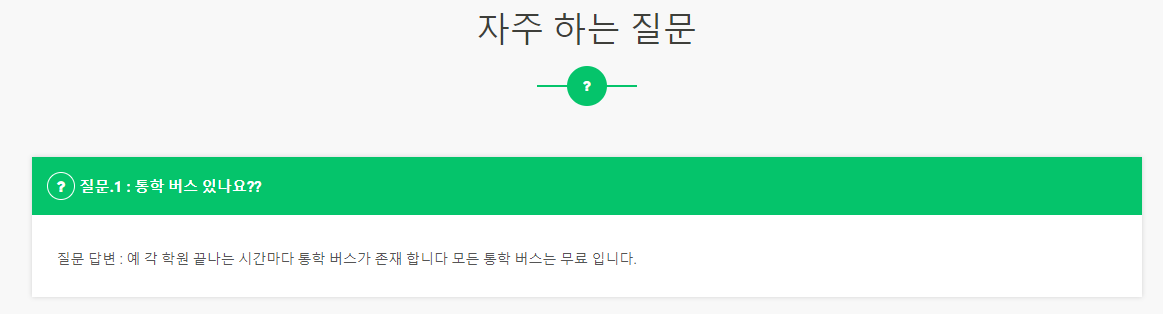 자주 하는 질문
?
? 질문.1 : 통학 버스 있나요??
질문 답변 : 예 각 학원 끝나는 시간마다 통학 버스가 존재 합니다 모든 통학 버스는 무료 입니다.